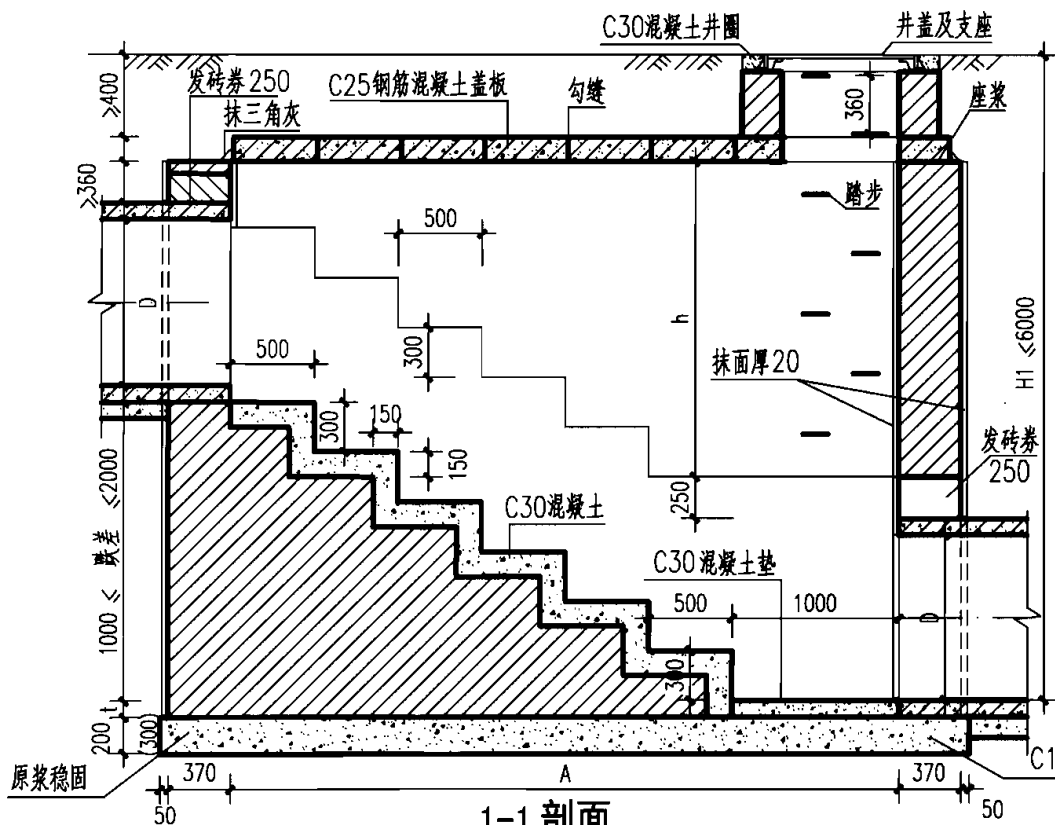 C30混凝土井圈
井盖及支座
发砖券250
C25钢筋混凝土盖板
勾缝
座浆
抹三角灰
≥400
360
≥360
踏步
500
D
h
500
300
H1 ≤6000
抹面厚20
300
150
150
发砖券
250
250
1000≤ 跌差 ≤2000
C30混凝土
C30混凝土垫
500
1000
D
300
t
200
300
原浆稳固
370
A
370
C1
50
50
1-1 剖面